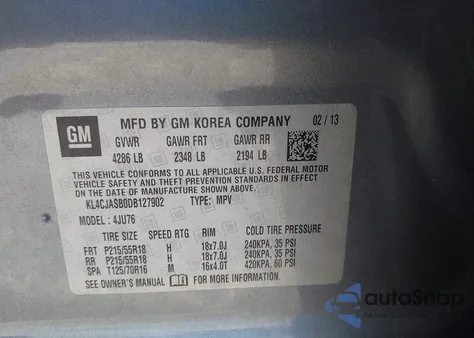 GM
MFD BY GM KOREA COMPANY 02 / 13
GVWR GAWR FRT GAWR RR
4286 LB 2348 LB 2194 LB
THIS VEHICLE CONFORMS TO ALL APPLICABLE U.S. FEDERAL MOTOR
VEHICLE SAFETY, BUMPER, AND THEFT PREVENTION STANDARDS IN
EFFECT ON THE DATE OF MANUFACTURE SHOWN ABOVE.
KL4CJASB0DB127902 TYPE: MPV
MODEL : 4JU76
TIRE SIZE SPEED RTG RIM COLD TIRE PRESSURE
FRT P215/55R18 H 18x7.0J 240KPA, 35 PSI
RR P215/55R18 H 18x7.0J 240KPA, 35 PSI
SPA T125/70R16 M 16x4.0T 420KPA, 60 PSI
SEE OWNER'S MANUAL FOR MORE INFORMATION
autoSnap